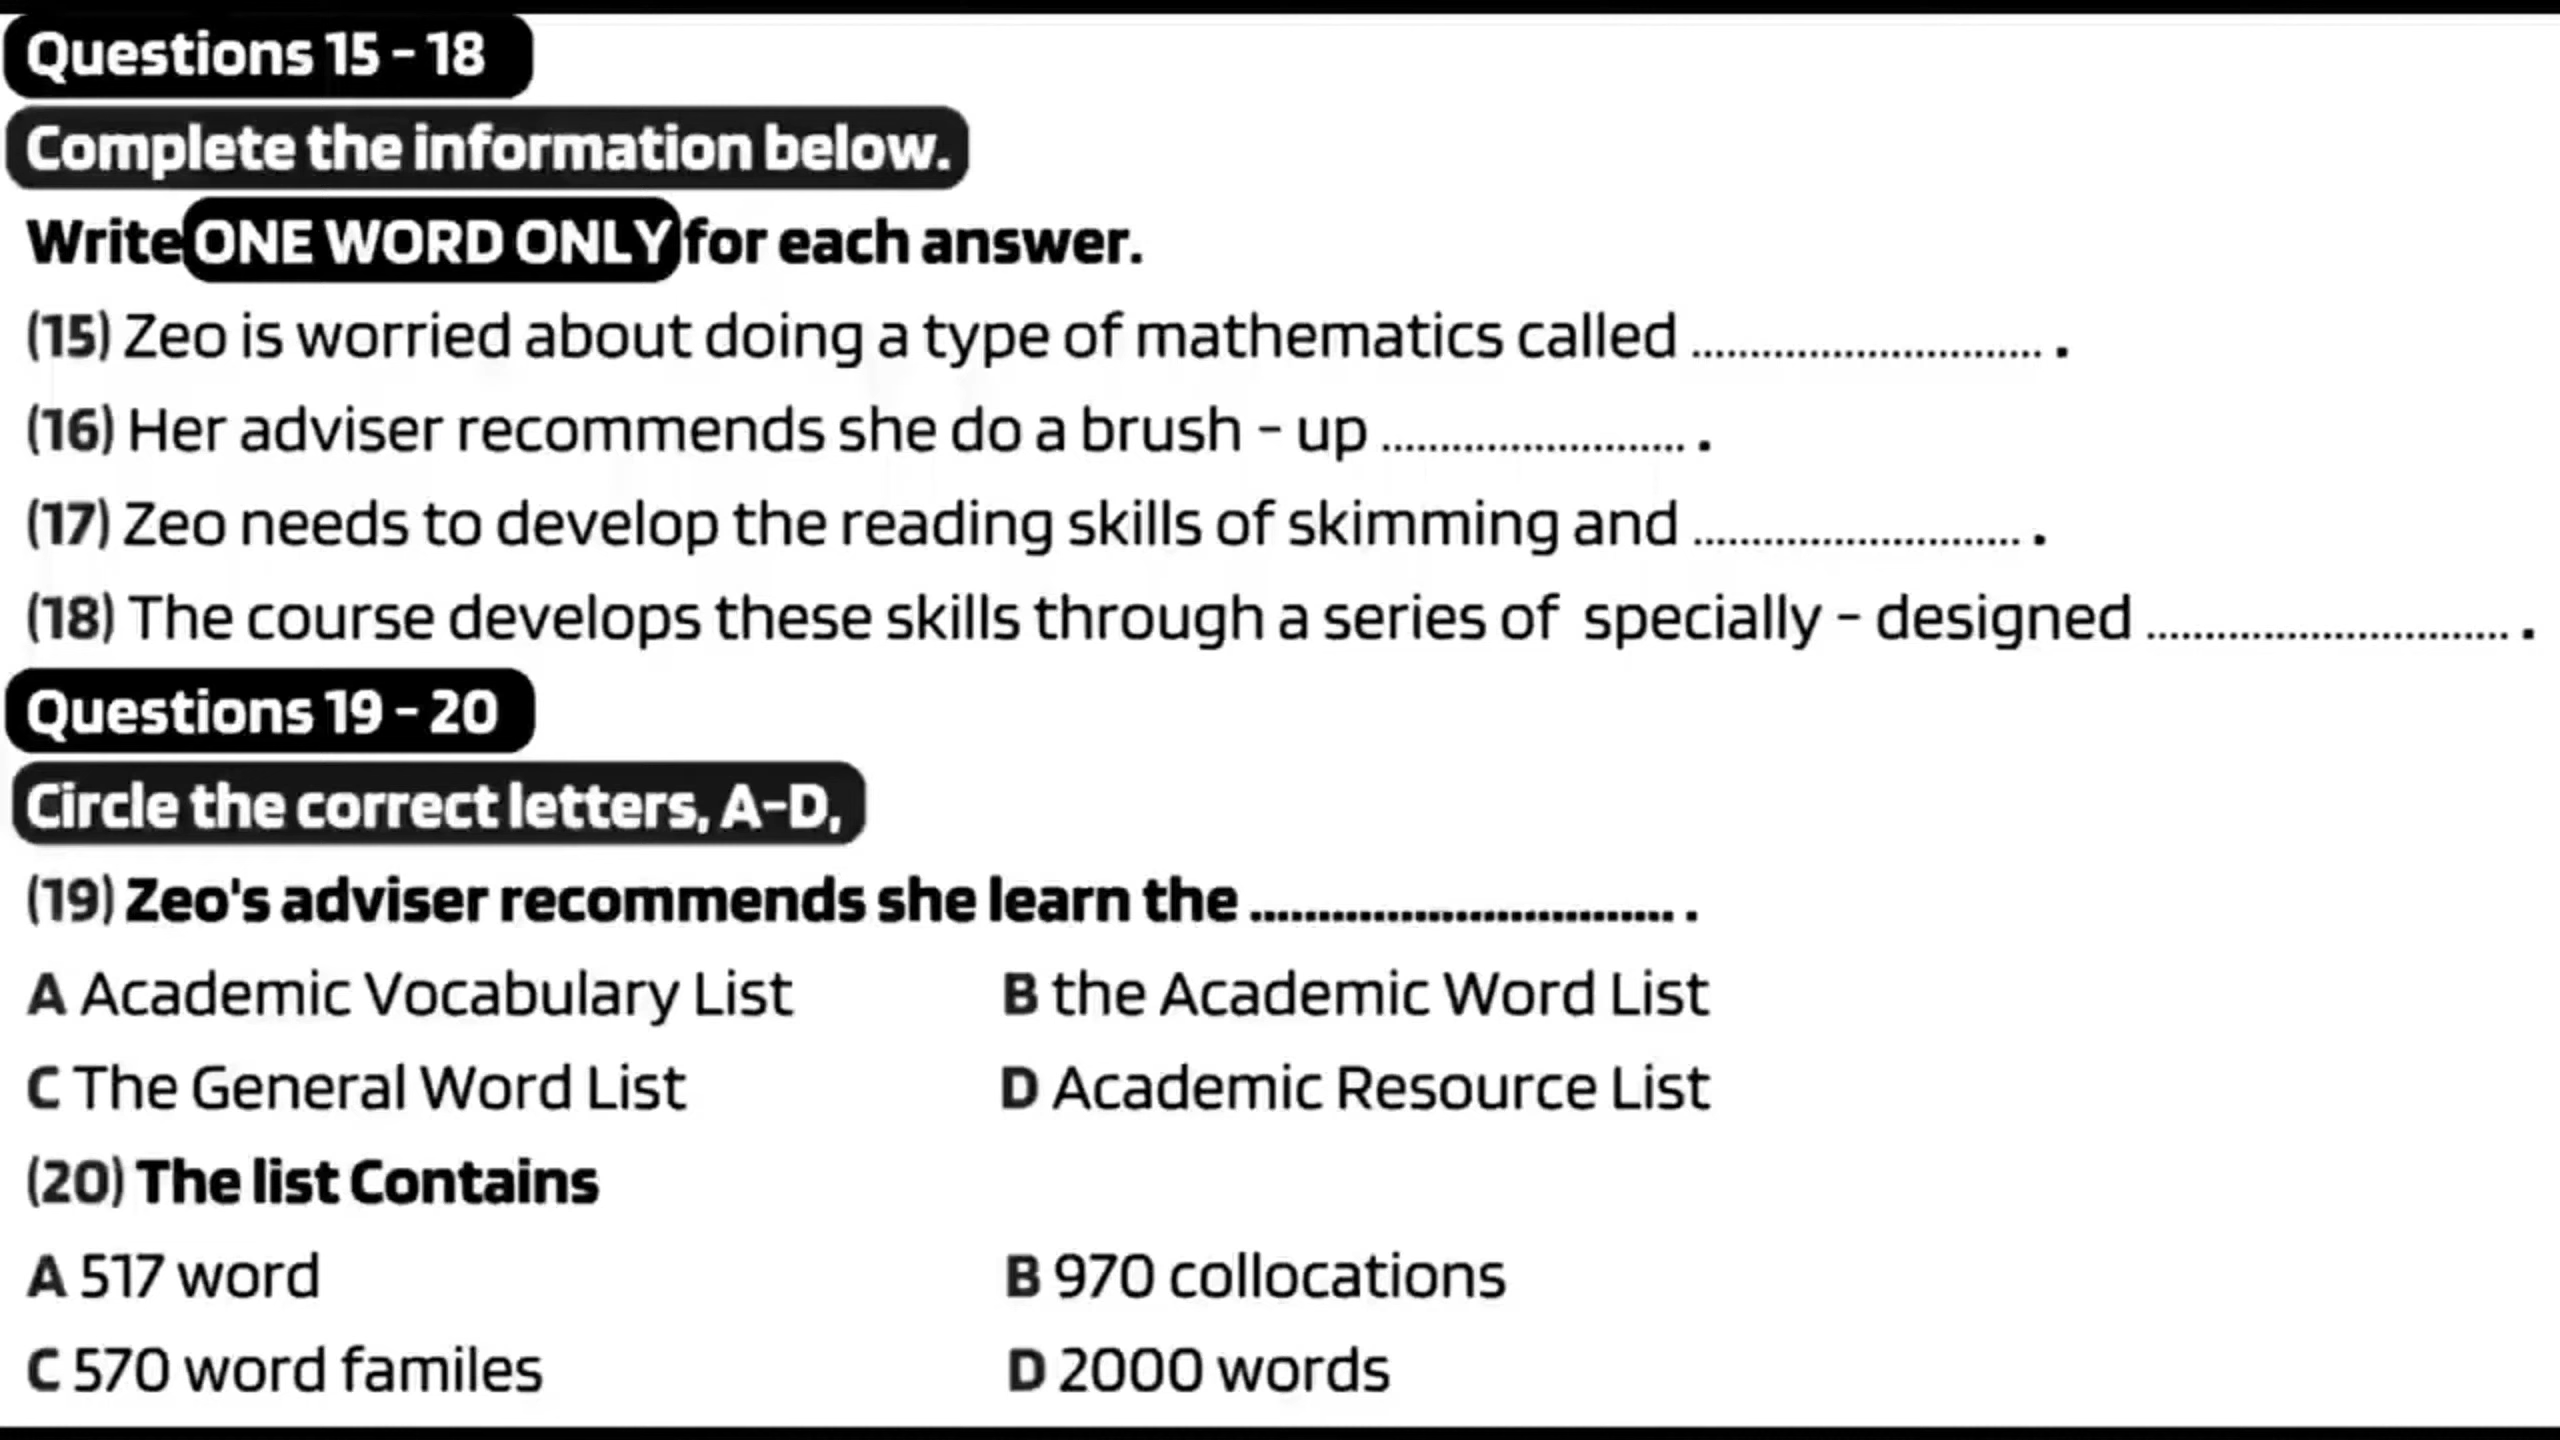 Questions 15 - 18
Complete the information below.
Write ONE WORD ONLY for each answer.
(15) Zeo is worried about doing a type of mathematics called .............................. .
(16) Her adviser recommends she do a brush - up .......................... .
(17) Zeo needs to develop the reading skills of skimming and ............................ .
(18) The course develops these skills through a series of specially - designed ............................... .
Questions 19 - 20
Circle the correct letters, A-D,
(19) Zeo's adviser recommends she learn the ................................ .
A Academic Vocabulary List B the Academic Word List
C The General Word List D Academic Resource List
(20) The list Contains
A 517 word B 970 collocations
C 570 word familes D 2000 words